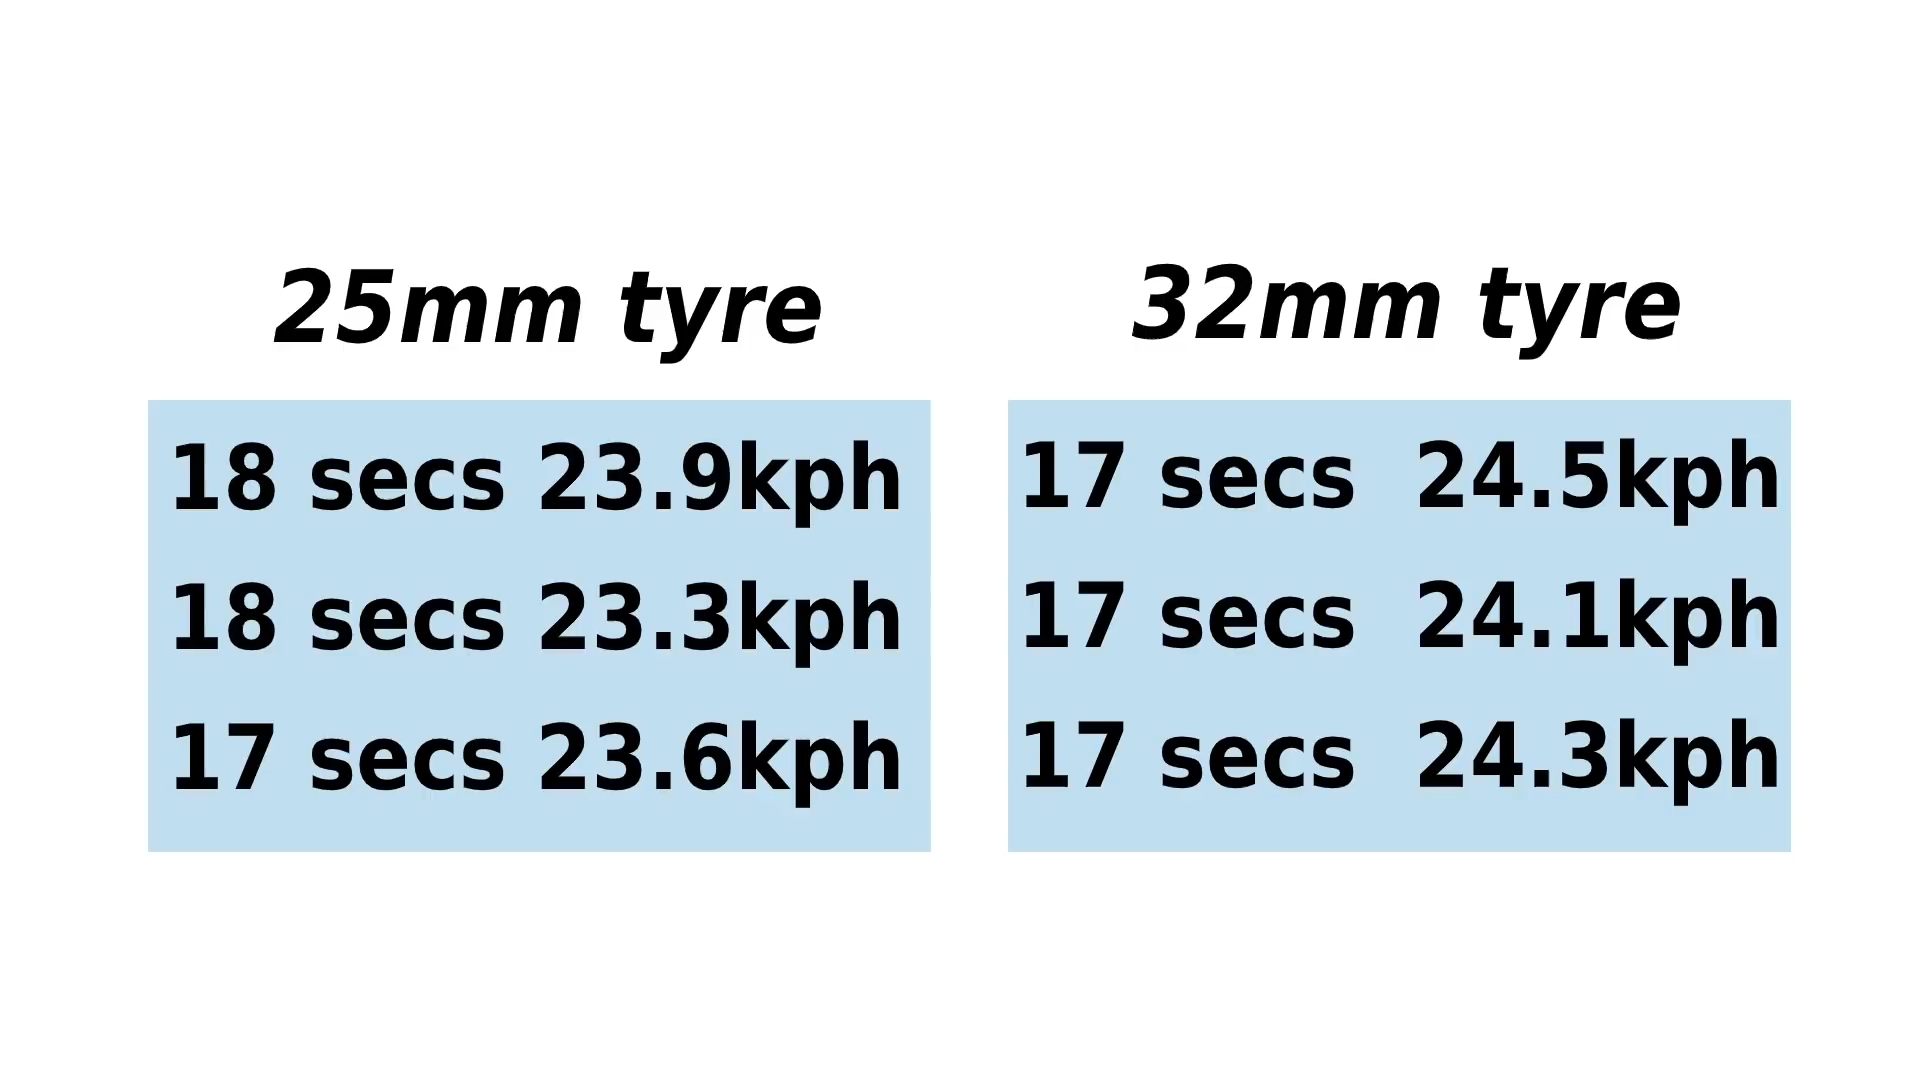 25mm tyre
18 secs 23.9kph
18 secs 23.3kph
17 secs 23.6kph
32mm tyre
17 secs 24.5kph
17 secs 24.1kph
17 secs 24.3kph